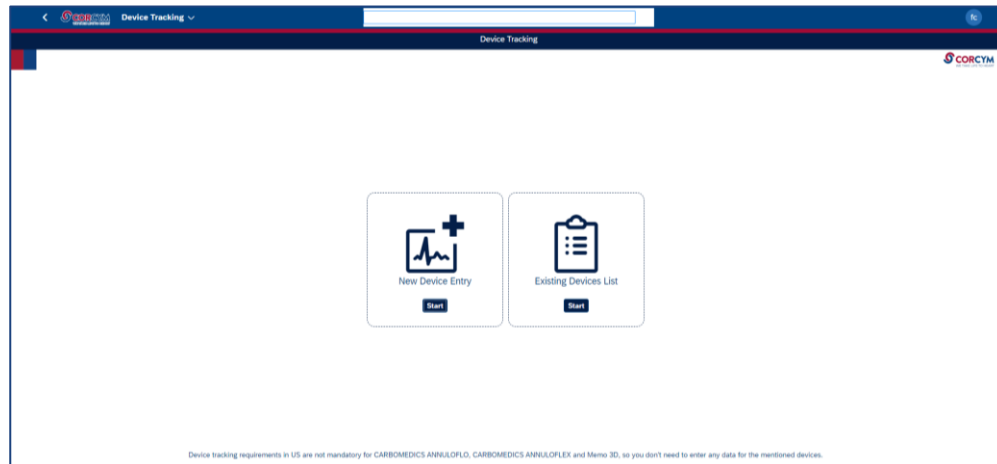 CORCYM Device Tracking
fc
Device Tracking
CORCYM
New Device Entry
Existing Devices List
Start
Start
Device tracking requirements in US are not mandatory for CARBOMEDICS ANNULOFLO, CARBOMEDICS ANNULOFLEX and Memo 3D, so you don't need to enter any data for the mentioned devices.